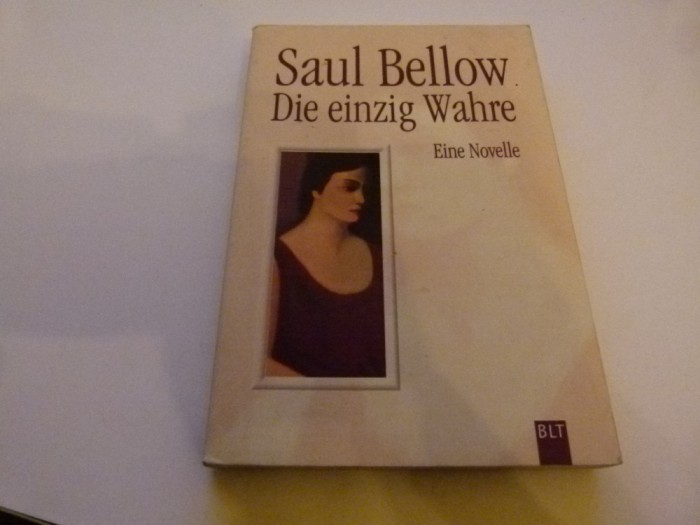 Saul Bellow
Die einzig Wahre
Eine Novelle
BLT